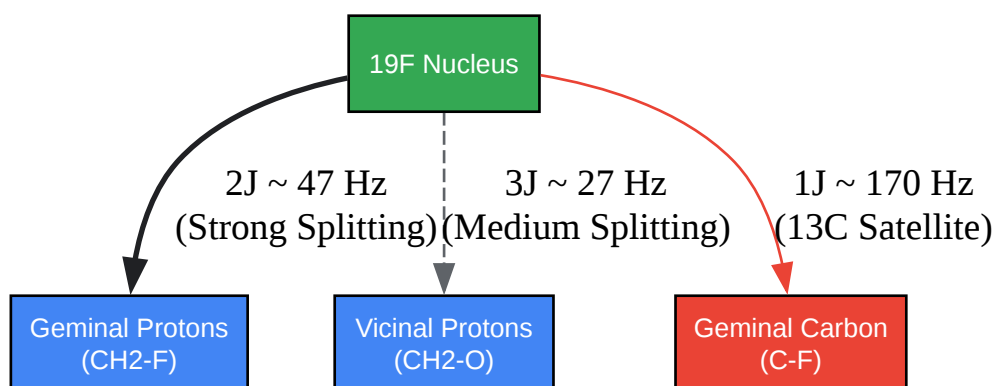 19F Nucleus
2J ~ 47 Hz
(Strong Splitting)
3J ~ 27 Hz
(Medium Splitting)
1J ~ 170 Hz
(13C Satellite)
Geminal Protons
(CH2-F)
Vicinal Protons
(CH2-O)
Geminal Carbon
(C-F)